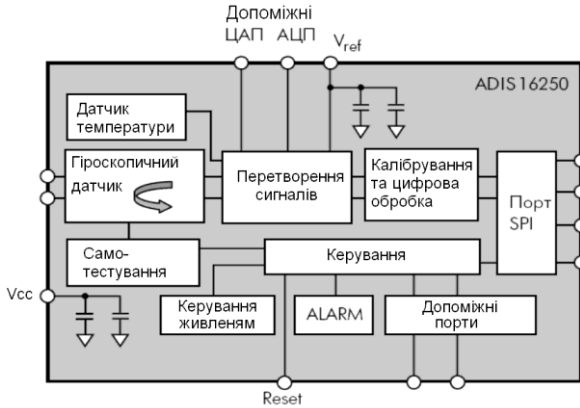 Допоміжні
ЦАП АЦП
Vref
ADIS16250
Датчик
температури
Гіроскопичний
датчик
Перетворення
сигналів
Калібрування
та цифрова
обробка
Порт
SPI
Само-
тестування
Керування
Vcc
Керування
живленям
ALARM
Допоміжні
порти
Reset